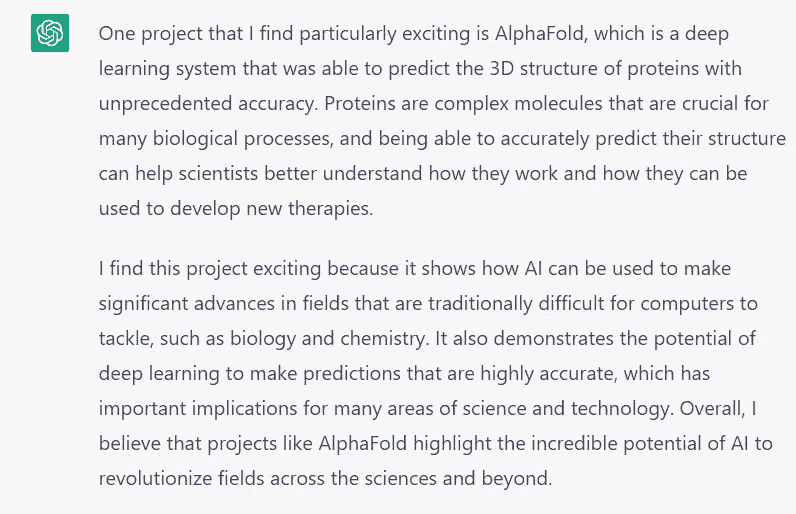 One project that I find particularly exciting is AlphaFold, which is a deep
learning system that was able to predict the 3D structure of proteins with
unprecedented accuracy. Proteins are complex molecules that are crucial for
many biological processes, and being able to accurately predict their structure
can help scientists better understand how they work and how they can be
used to develop new therapies.
I find this project exciting because it shows how AI can be used to make
significant advances in fields that are traditionally difficult for computers to
tackle, such as biology and chemistry. It also demonstrates the potential of
deep learning to make predictions that are highly accurate, which has
important implications for many areas of science and technology. Overall, I
believe that projects like AlphaFold highlight the incredible potential of AI to
revolutionize fields across the sciences and beyond.